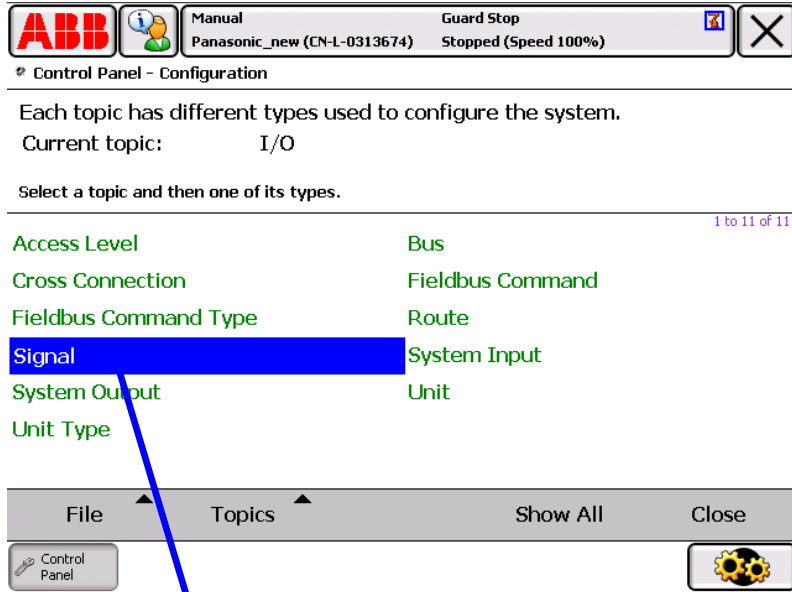 ABB
Manual
Guard Stop
Panasonic_new (CN-L-0313674)
Stopped (Speed 100%)
Control Panel - Configuration
Each topic has different types used to configure the system.
Current topic: I/O
Select a topic and then one of its types.
1 to 11 of 11
Access Level
Bus
Cross Connection
Fieldbus Command
Fieldbus Command Type
Route
Signal
System Input
System Output
Unit
Unit Type
File
Topics
Show All
Close
Control
Panel